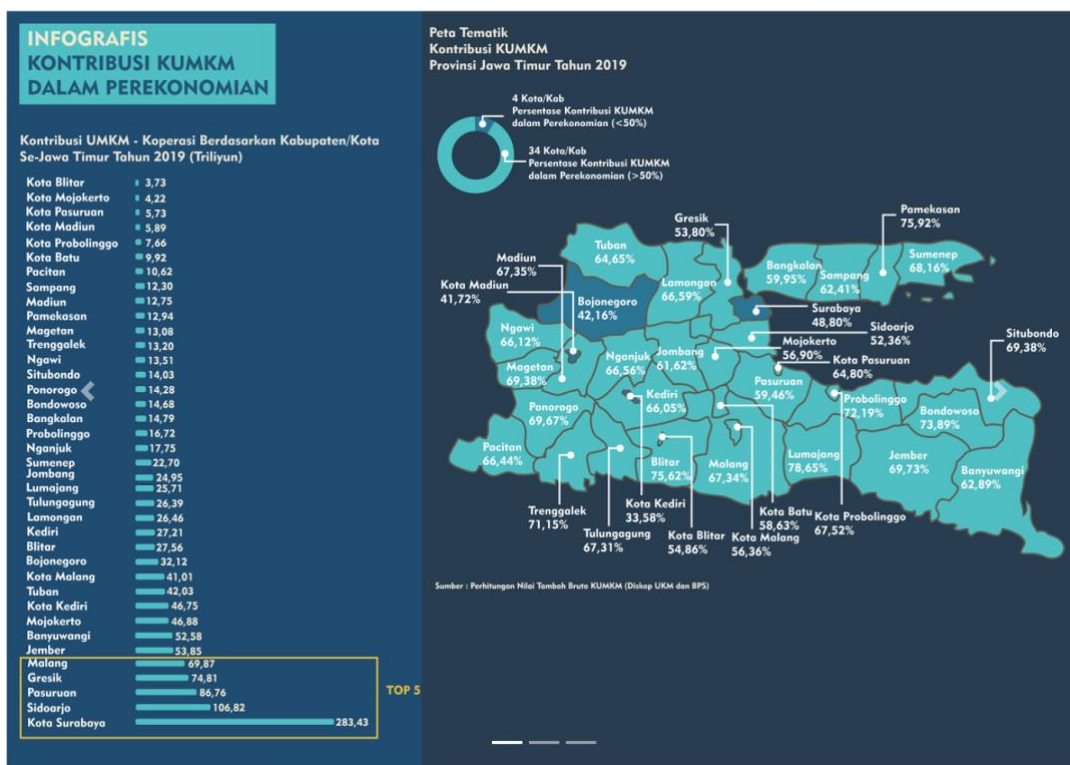 INFOGRAFIS
KONTRIBUSI KUMKM
DALAM PEREKONOMIAN
Kontribusi UMKM - Koperasi Berdasarkan Kabupaten/Kota
Se-Jawa Timur Tahun 2019 (Triliyun)
Kota Blitar 3,73
Kota Mojokerto 4,22
Kota Pasuruan 5,73
Kota Madiun 5,89
Kota Probolinggo 7,66
Kota Batu 9,92
Pacitan 10,62
Sampang 12,30
Madiun 12,75
Pamekasan 12,94
Magetan 13,08
Trenggalek 13,20
Ngawi 13,51
Situbondo 14,03
Ponorogo 14,28
Bondowoso 14,68
Bangkalan 14,79
Probolinggo 16,72
Nganjuk 17,75
Sumenep 22,70
Jombang 24,95
Lumajang 25,71
Tulungagung 26,39
Lamongan 26,46
Kediri 27,21
Blitar 27,56
Bojonegoro 32,12
Kota Malang 41,01
Tuban 42,03
Kota Kediri 46,75
Mojokerto 46,88
Banyuwangi 52,58
Jember 53,85
Malang 69,87
Gresik 74,81
Pasuruan 86,76
Sidoarjo 106,82
Kota Surabaya 283,43
TOP 5
Peta Tematik
Kontribusi KUMKM
Provinsi Jawa Timur Tahun 2019
4 Kota/Kab
Persentase Kontribusi KUMKM
dalam Perekonomian (<50%)
34 Kota/Kab
Persentase Kontribusi KUMKM
dalam Perekonomian (>50%)
Pamekasan
75,92%
Gresik
53,80%
Tuban
64,65%
Sumenep
68,16%
Madiun
67,35%
Bangkalan
59,95%
Sampang
62,41%
Lamongan
66,59%
Kota Madiun
41,72%
Bojonegoro
42,16%
Surabaya
48,80%
Ngawi
66,12%
Sidoarjo
52,36%
Situbondo
69,38%
Mojokerto
56,90%
Nganjuk
66,56%
Jombang
61,62%
Kota Pasuruan
64,80%
Magetan
69,38%
Pasuruan
59,46%
Kediri
66,05%
Probolinggo
72,19%
Ponorogo
69,67%
Bondowoso
73,89%
Pacitan
66,44%
Blitar
75,62%
Malang
67,34%
Lumajang
78,65%
Jember
69,73%
Banyuwangi
62,89%
Trenggalek
71,15%
Kota Kediri
33,58%
Kota Batu
58,63%
Kota Probolinggo
67,52%
Tulungagung
67,31%
Kota Blitar
54,86%
Kota Malang
56,36%
Sumber : Perhitungan Nilai Tambah Bruto KUMKM (Diskop UKM dan BPS)